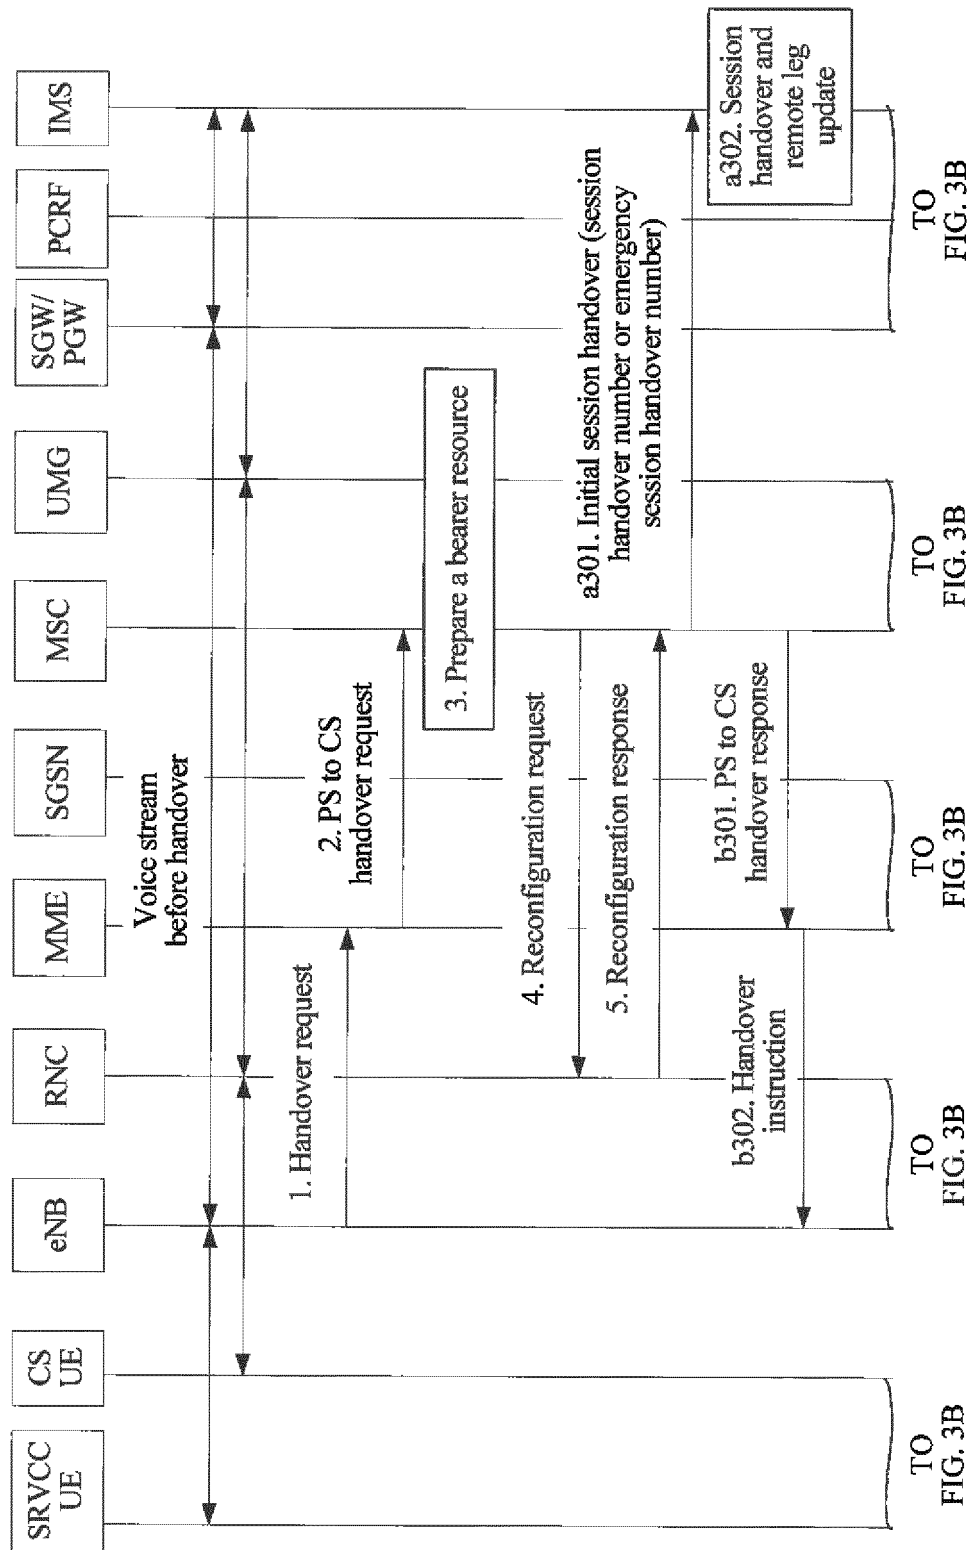 SRVCC
UE
CS
UE
eNB
RNC
MME
SGSN
MSC
UMG
SGW/
PGW
PCRF
IMS
Voice stream
before handover
1. Handover request
2. PS to CS
handover request
3. Prepare a bearer resource
4. Reconfiguration request
5. Reconfiguration response
a301. Initial session handover (session
handover number or emergency
session handover number)
a302. Session
handover and
remote leg
update
b301. PS to CS
handover response
b302. Handover
instruction
TO
FIG. 3B
TO
FIG. 3B
TO
FIG. 3B
TO
FIG. 3B
TO
FIG. 3B